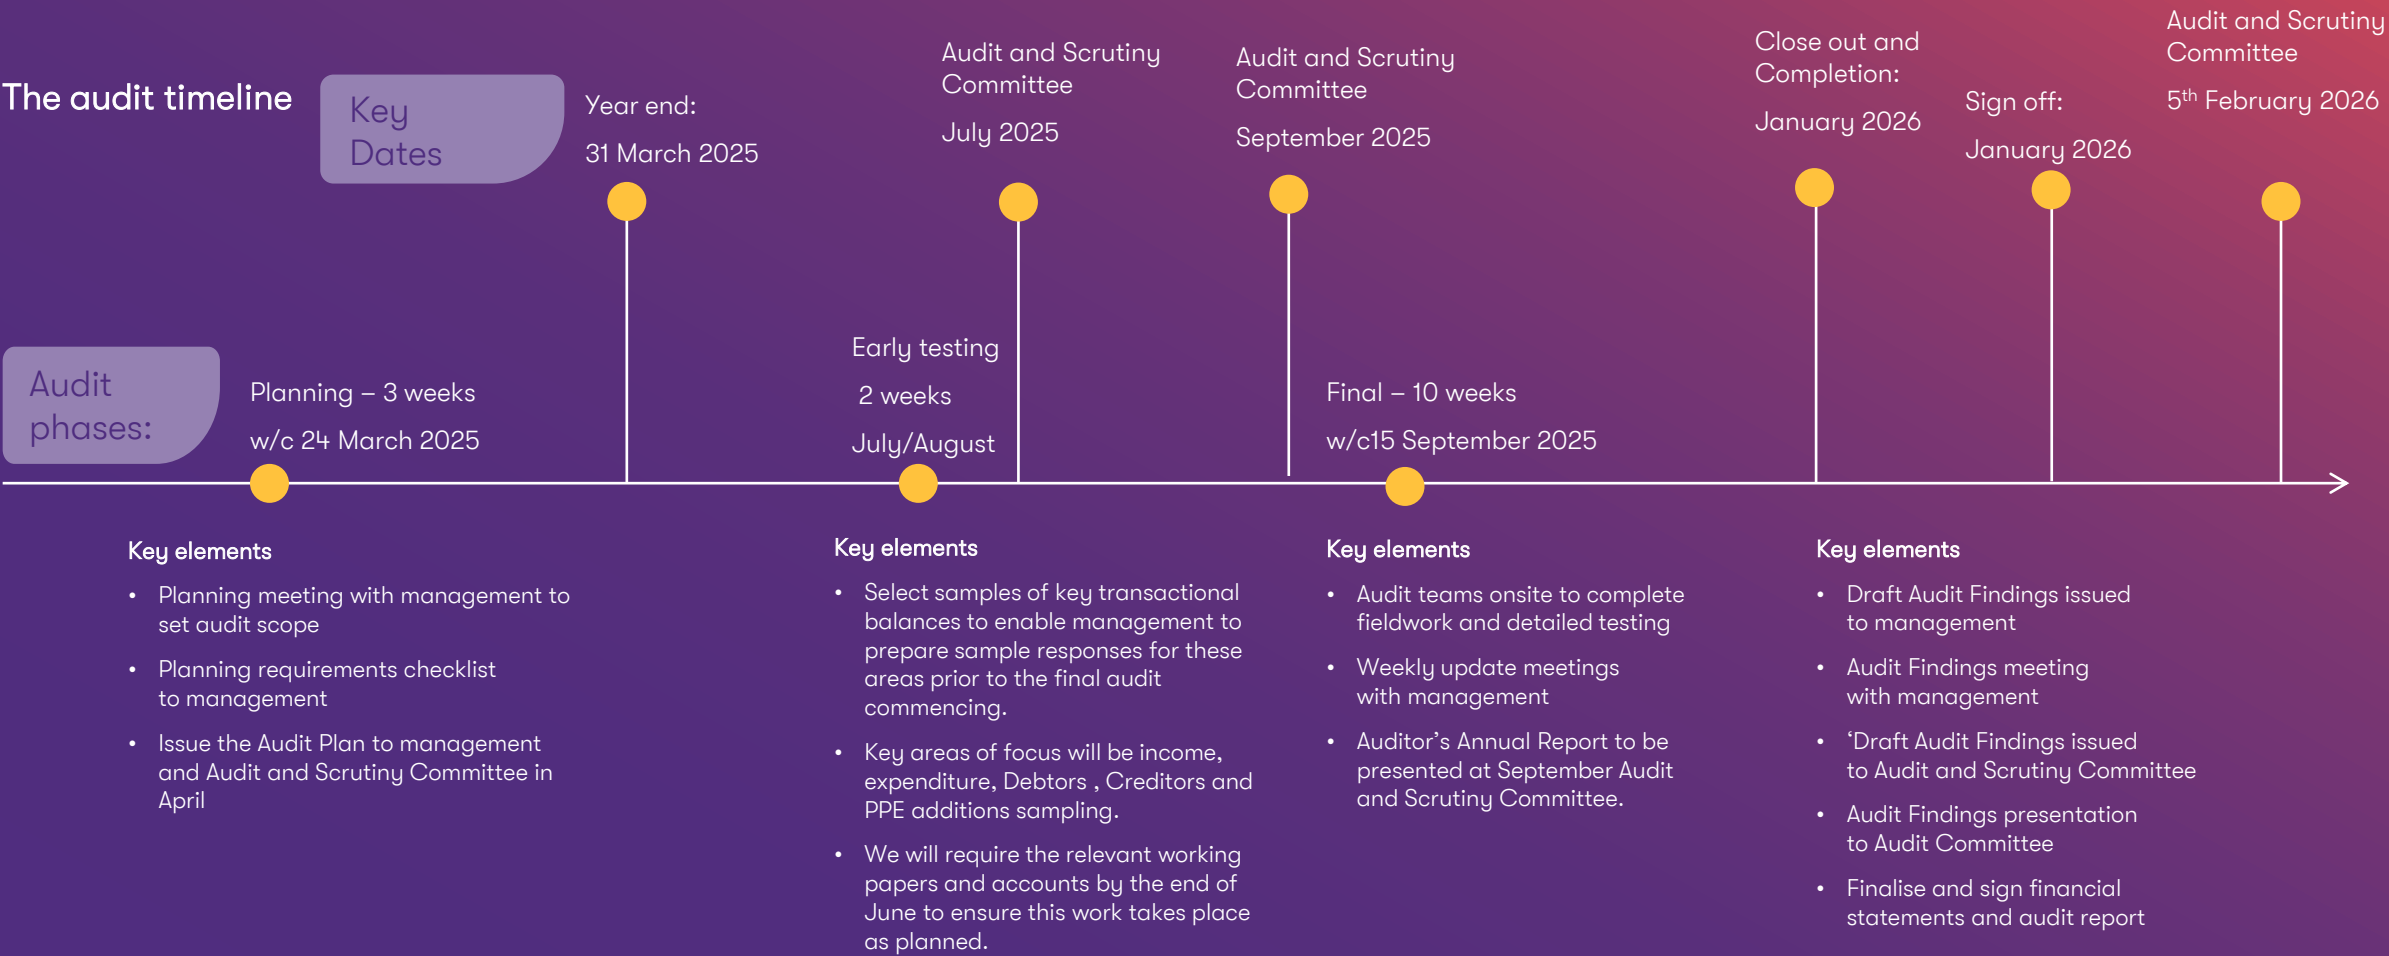 The audit timeline
Key
Dates
Year end:
31 March 2025
Audit and Scrutiny
Committee
July 2025
Audit and Scrutiny
Committee
September 2025
Close out and
Completion:
January 2026
Sign off:
January 2026
Audit and Scrutiny
Committee
5th February 2026
Audit
phases:
Planning – 3 weeks
w/c 24 March 2025
Early testing
2 weeks
July/August
Final – 10 weeks
w/c15 September 2025
Key elements
• Planning meeting with management to
set audit scope
• Planning requirements checklist
to management
• Issue the Audit Plan to management
and Audit and Scrutiny Committee in
April
Key elements
• Select samples of key transactional
balances to enable management to
prepare sample responses for these
areas prior to the final audit
commencing.
• Key areas of focus will be income,
expenditure, Debtors , Creditors and
PPE additions sampling.
• We will require the relevant working
papers and accounts by the end of
June to ensure this work takes place
as planned.
Key elements
• Audit teams onsite to complete
fieldwork and detailed testing
• Weekly update meetings
with management
• Auditor’s Annual Report to be
presented at September Audit
and Scrutiny Committee.
Key elements
• Draft Audit Findings issued
to management
• Audit Findings meeting
with management
• ‘Draft Audit Findings issued
to Audit and Scrutiny Committee
• Audit Findings presentation
to Audit Committee
• Finalise and sign financial
statements and audit report